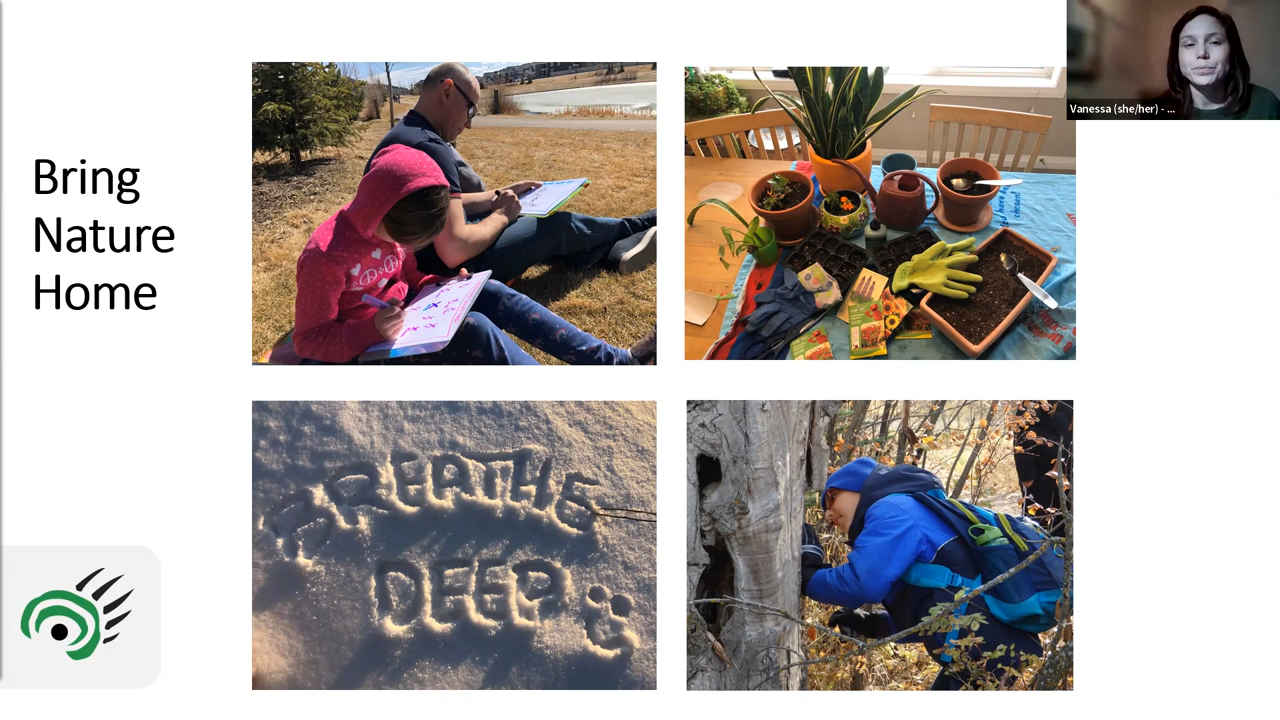 Bring
Nature
Home
Vanessa (she/her) - ...
BREATHE
DEEP